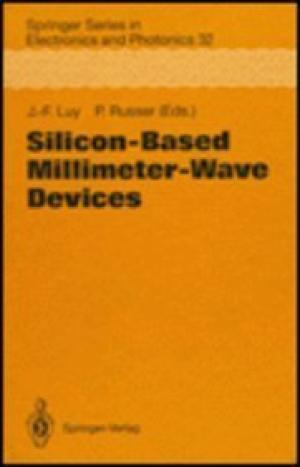 Springer Series in
Electronics and Photonics 32
J.-F. Luy P. Russer (Eds.)
Silicon-Based
Millimeter-Wave
Devices
Springer-Verlag